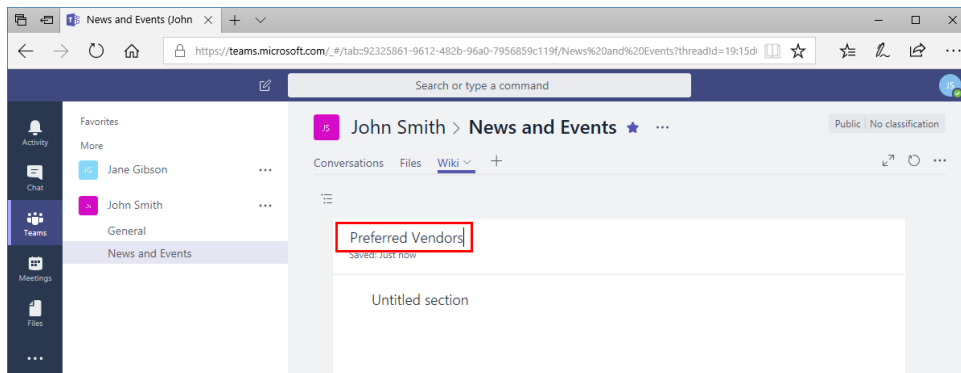 News and Events (John
https://teams.microsoft.com/_#/tab::92325861-9612-482b-96a0-7956859c119f/News%20and%20Events?threadId=19:15d
Search or type a command
JS
Activity
Chat
Teams
Meetings
Files
Favorites
More
JG Jane Gibson
JS John Smith
General
News and Events
JS John Smith > News and Events
Public No classification
Conversations Files Wiki
Preferred Vendors
Saved: Just now
Untitled section